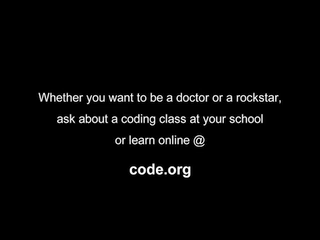 Whether you want to be a doctor or a rockstar,
ask about a coding class at your school
or learn online @
code.org